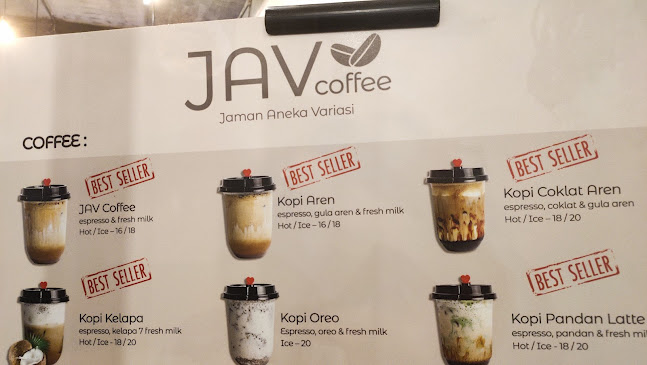 JAV coffee
Jaman Aneka Variasi
COFFEE :
BEST SELLER
JAV Coffee
espresso & fresh milk
Hot / Ice – 16 / 18
BEST SELLER
Kopi Aren
espresso, gula aren & fresh milk
Hot / Ice – 16 / 18
BEST SELLER
Kopi Coklat Aren
espresso, coklat & gula aren
Hot / Ice – 18 / 20
BEST SELLER
Kopi Kelapa
espresso, kelapa 7 fresh milk
Hot / Ice – 18 / 20
Kopi Oreo
Espresso, oreo & fresh milk
Ice – 20
BEST SELLER
Kopi Pandan Latte
espresso, pandan & fresh milk
Hot / Ice - 18 / 20